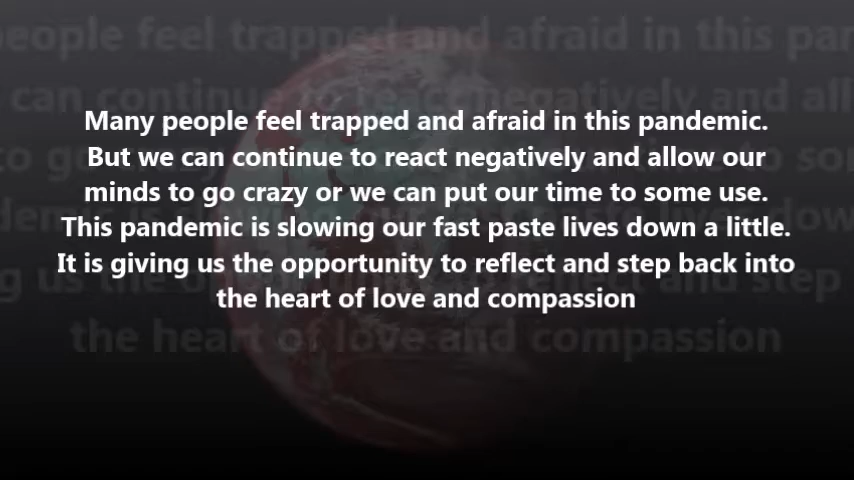 Many people feel trapped and afraid in this pandemic.
But we can continue to react negatively and allow our
minds to go crazy or we can put our time to some use.
This pandemic is slowing our fast paste lives down a little.
It is giving us the opportunity to reflect and step back into
the heart of love and compassion